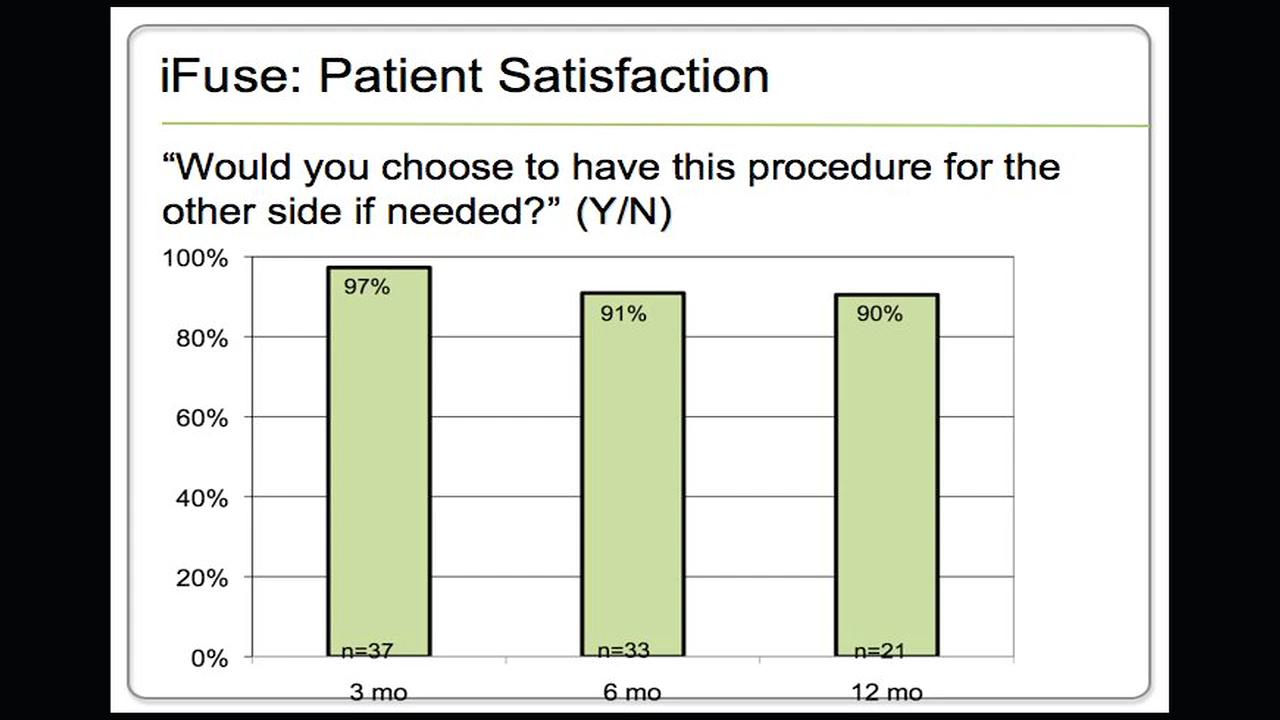 iFuse: Patient Satisfaction
“Would you choose to have this procedure for the
other side if needed?” (Y/N)
100%
80%
60%
40%
20%
0%
97%
91%
90%
n=37
n=33
n=21
3 mo
6 mo
12 mo